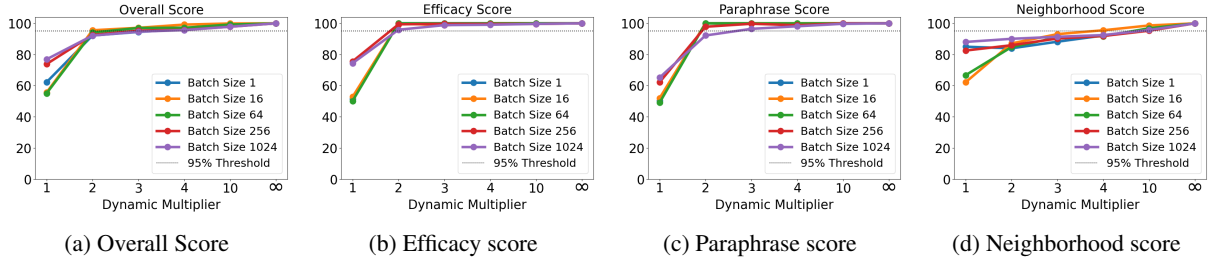 Overall Score
100
80
60
40
20
0
1 2 3 4 10 ∞
Dynamic Multiplier
Batch Size 1
Batch Size 16
Batch Size 64
Batch Size 256
Batch Size 1024
95% Threshold
(a) Overall Score
Efficacy Score
100
80
60
40
20
0
1 2 3 4 10 ∞
Dynamic Multiplier
Batch Size 1
Batch Size 16
Batch Size 64
Batch Size 256
Batch Size 1024
95% Threshold
(b) Efficacy score
Paraphrase Score
100
80
60
40
20
0
1 2 3 4 10 ∞
Dynamic Multiplier
Batch Size 1
Batch Size 16
Batch Size 64
Batch Size 256
Batch Size 1024
95% Threshold
(c) Paraphrase score
Neighborhood Score
100
80
60
40
20
0
1 2 3 4 10 ∞
Dynamic Multiplier
Batch Size 1
Batch Size 16
Batch Size 64
Batch Size 256
Batch Size 1024
95% Threshold
(d) Neighborhood score